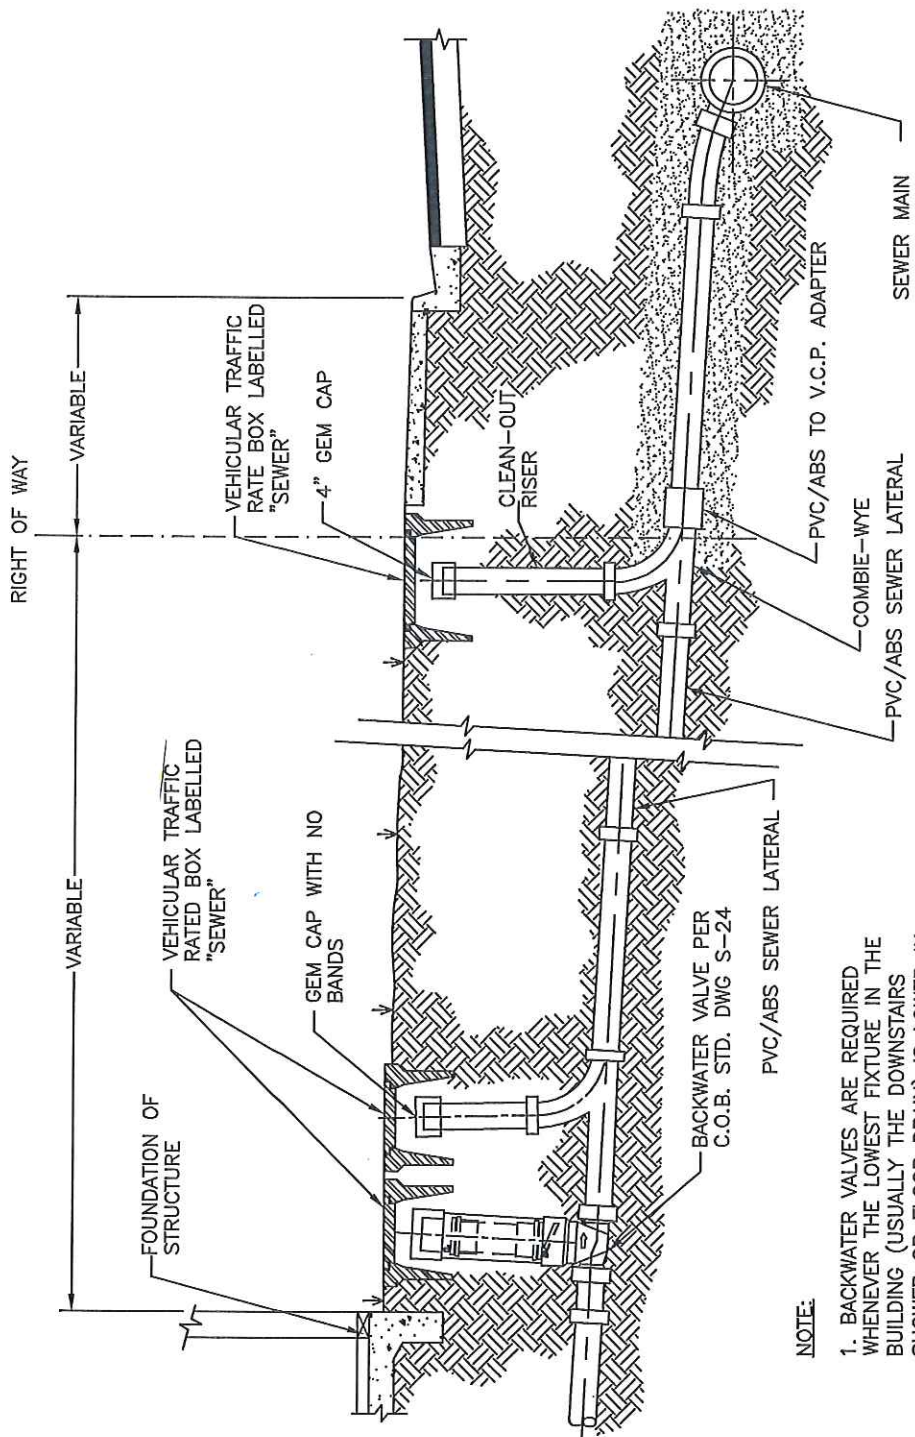 RIGHT OF WAY
VARIABLE
VARIABLE
FOUNDATION OF
STRUCTURE
VEHICULAR TRAFFIC
RATED BOX LABELLED
"SEWER"
GEM CAP WITH NO
BANDS
VEHICULAR TRAFFIC
RATE BOX LABELLED
"SEWER"
4" GEM CAP
CLEAN-OUT
RISER
BACKWATER VALVE PER
C.O.B. STD. DWG S-24
PVC/ABS SEWER LATERAL
PVC/ABS SEWER LATERAL
COMBIE-WYE
PVC/ABS TO V.C.P. ADAPTER
SEWER MAIN
NOTE:
1. BACKWATER VALVES ARE REQUIRED
WHENEVER THE LOWEST FIXTURE IN THE
BUILDING (USUALLY THE DOWNSTAIRS